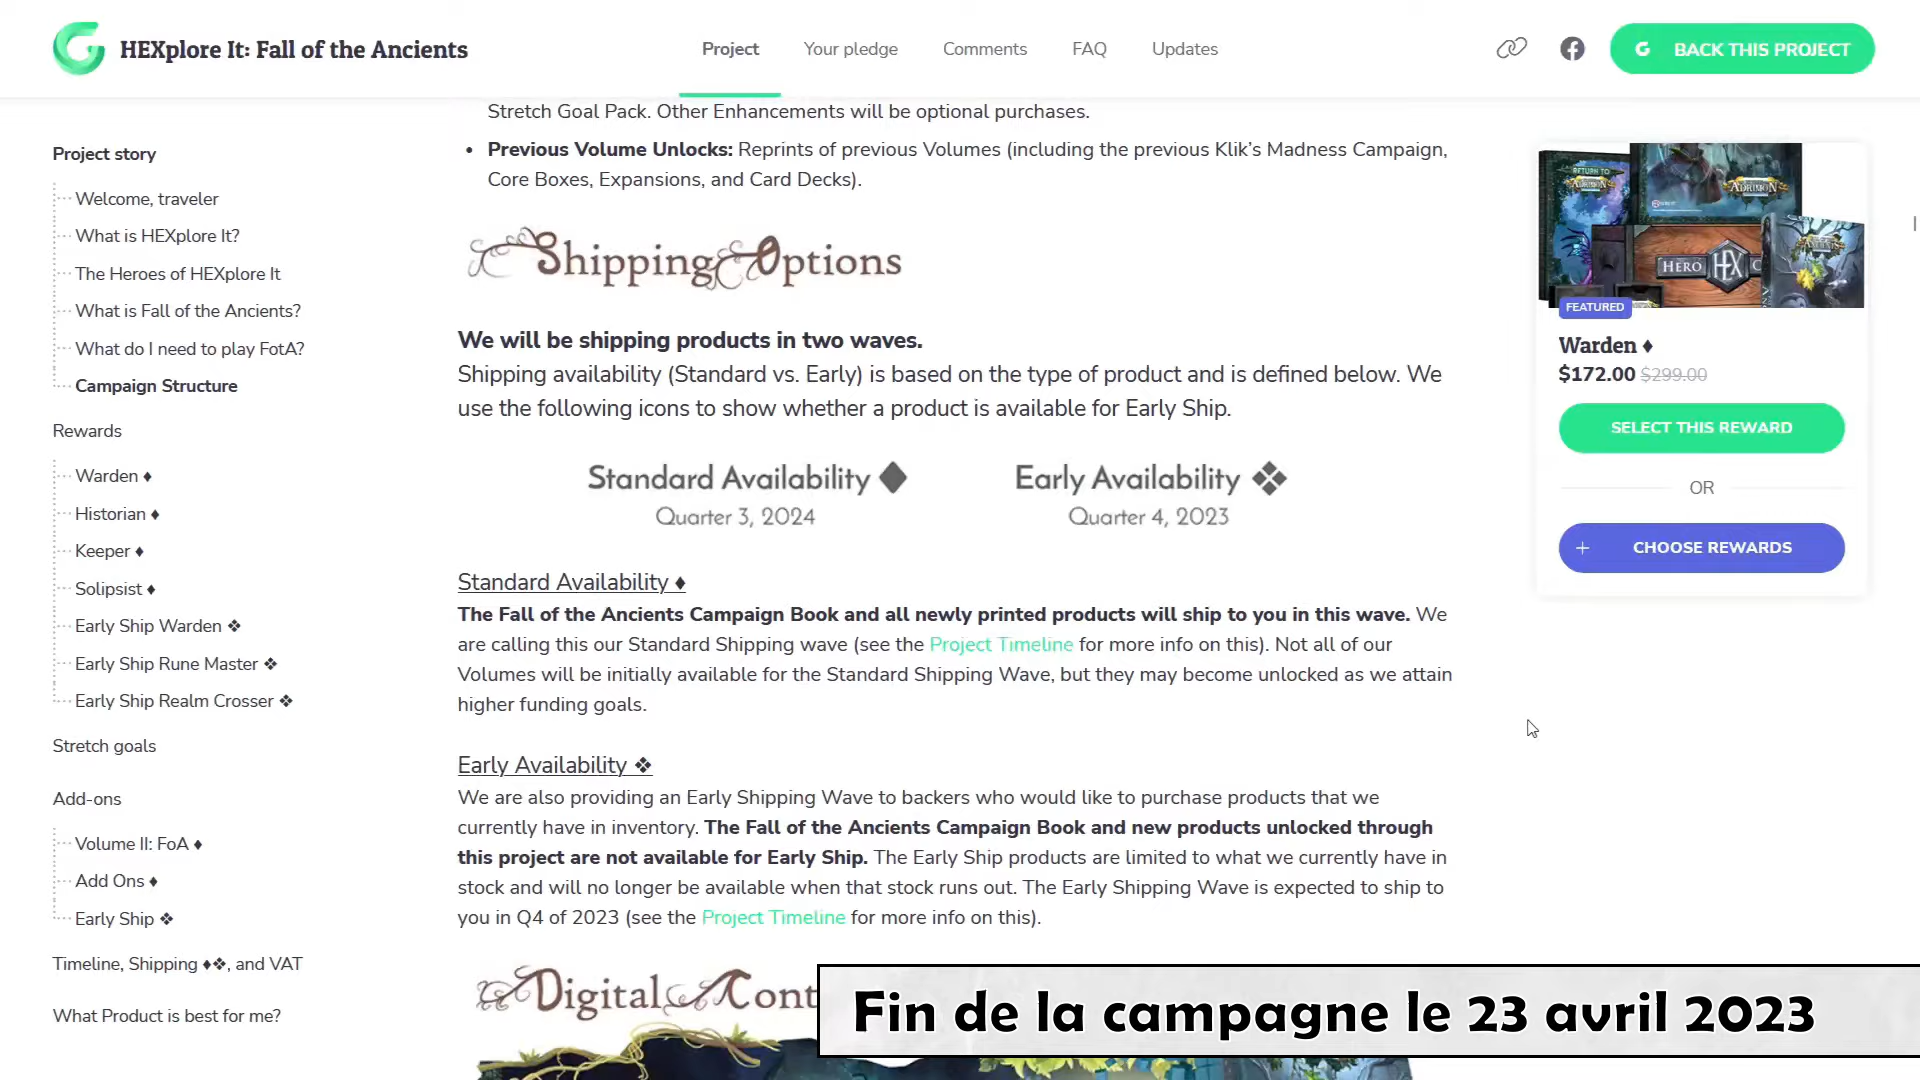 HEXplore It: Fall of the Ancients
Project
Your pledge
Comments
FAQ
Updates
BACK THIS PROJECT
Project story
Welcome, traveler
What is HEXplore It?
The Heroes of HEXplore It
What is Fall of the Ancients?
What do I need to play FotA?
Campaign Structure
Rewards
Warden ♦
Historian ♦
Keeper ♦
Solipsist ♦
Early Ship Warden ❖
Early Ship Rune Master ❖
Early Ship Realm Crosser ❖
Stretch goals
Add-ons
Volume II: FoA ♦
Add Ons ♦
Early Ship ❖
Timeline, Shipping ♦❖, and VAT
What Product is best for me?
Stretch Goal Pack. Other Enhancements will be optional purchases.
• Previous Volume Unlocks: Reprints of previous Volumes (including the previous Klik's Madness Campaign,
Core Boxes, Expansions, and Card Decks).
Shipping Options
We will be shipping products in two waves.
Shipping availability (Standard vs. Early) is based on the type of product and is defined below. We
use the following icons to show whether a product is available for Early Ship.
Standard Availability ♦
Quarter 3, 2024
Early Availability ❖
Quarter 4, 2023
Standard Availability ♦
The Fall of the Ancients Campaign Book and all newly printed products will ship to you in this wave. We
are calling this our Standard Shipping wave (see the Project Timeline for more info on this). Not all of our
Volumes will be initially available for the Standard Shipping Wave, but they may become unlocked as we attain
higher funding goals.
Early Availability ❖
We are also providing an Early Shipping Wave to backers who would like to purchase products that we
currently have in inventory. The Fall of the Ancients Campaign Book and new products unlocked through
this project are not available for Early Ship. The Early Ship products are limited to what we currently have in
stock and will no longer be available when that stock runs out. The Early Shipping Wave is expected to ship to
you in Q4 of 2023 (see the Project Timeline for more info on this).
Digital Cont
RETURN TO
ADRIMON
ADRIMON
HERO HEX C
FEATURED
Warden ♦
$172.00 $299.00
SELECT THIS REWARD
OR
+ CHOOSE REWARDS
Fin de la campagne le 23 avril 2023